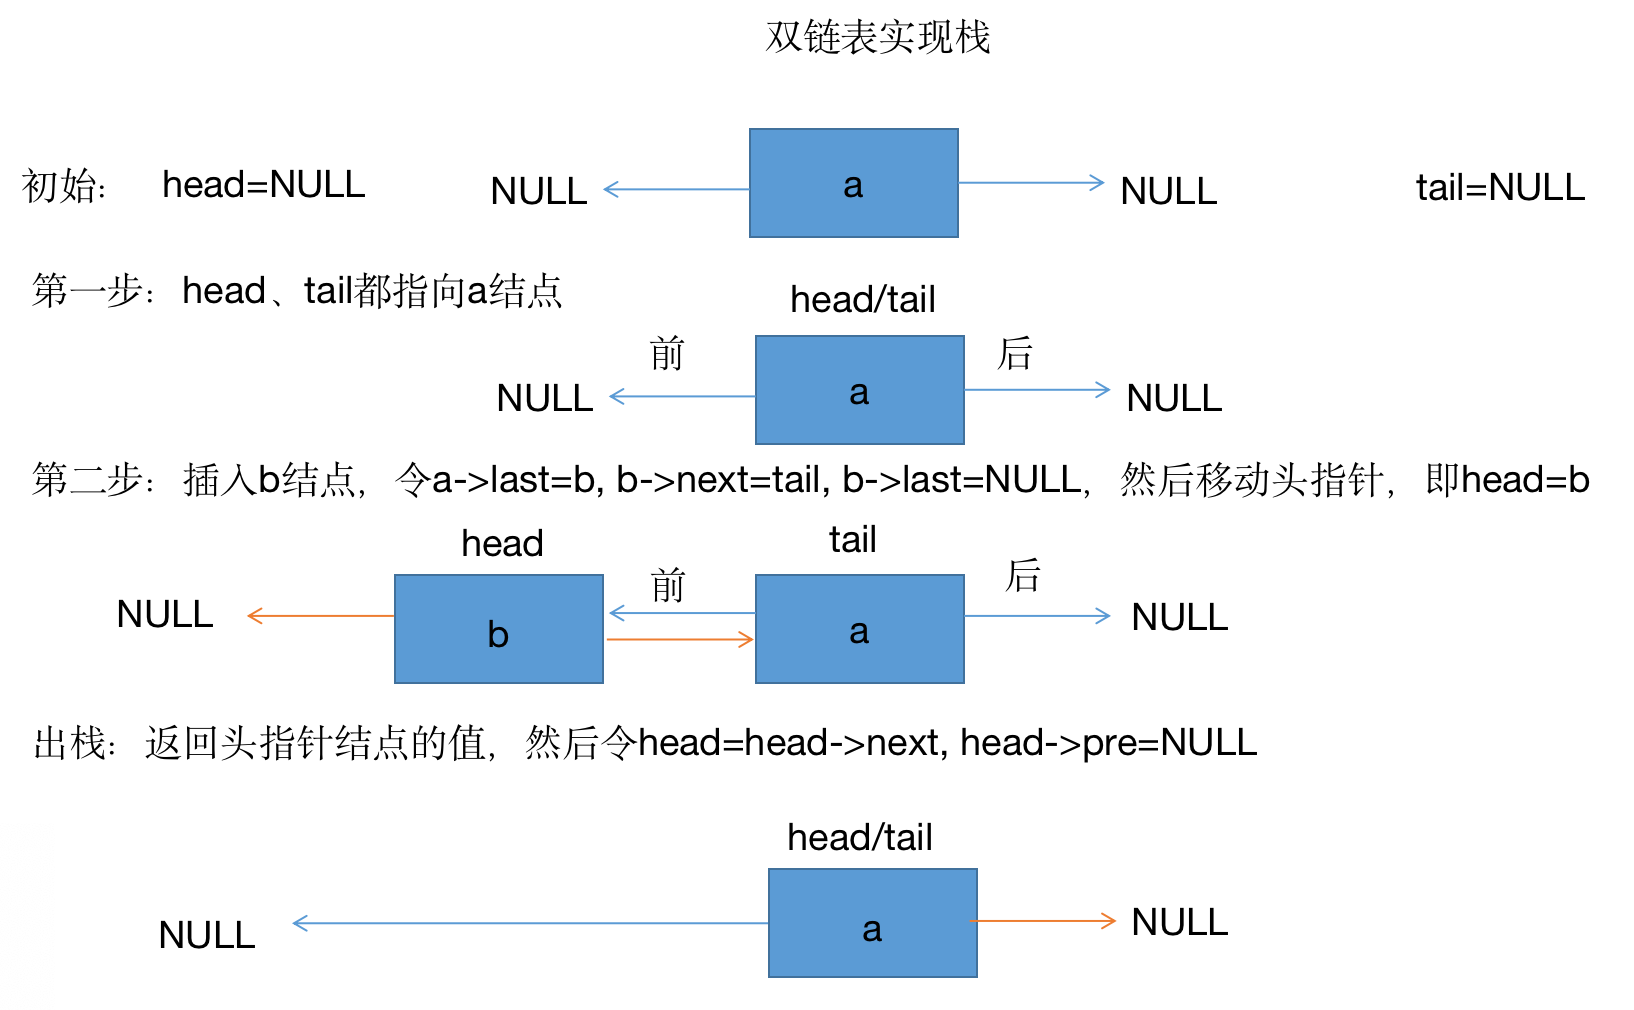 双链表实现栈
初始： head=NULL NULL a NULL tail=NULL
第一步：head、tail都指向a结点
head/tail
前 后
NULL a NULL
第二步：插入b结点，令a->last=b, b->next=tail, b->last=NULL，然后移动头指针，即head=b
head tail
前 后
NULL b a NULL
出栈：返回头指针结点的值，然后令head=head->next, head->pre=NULL
head/tail
NULL a NULL